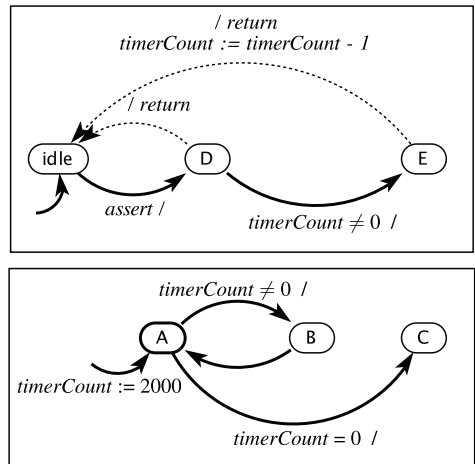 / return
timerCount := timerCount - 1
/ return
idle
D
E
assert /
timerCount ≠ 0 /
timerCount ≠ 0 /
A
B
C
timerCount := 2000
timerCount = 0 /